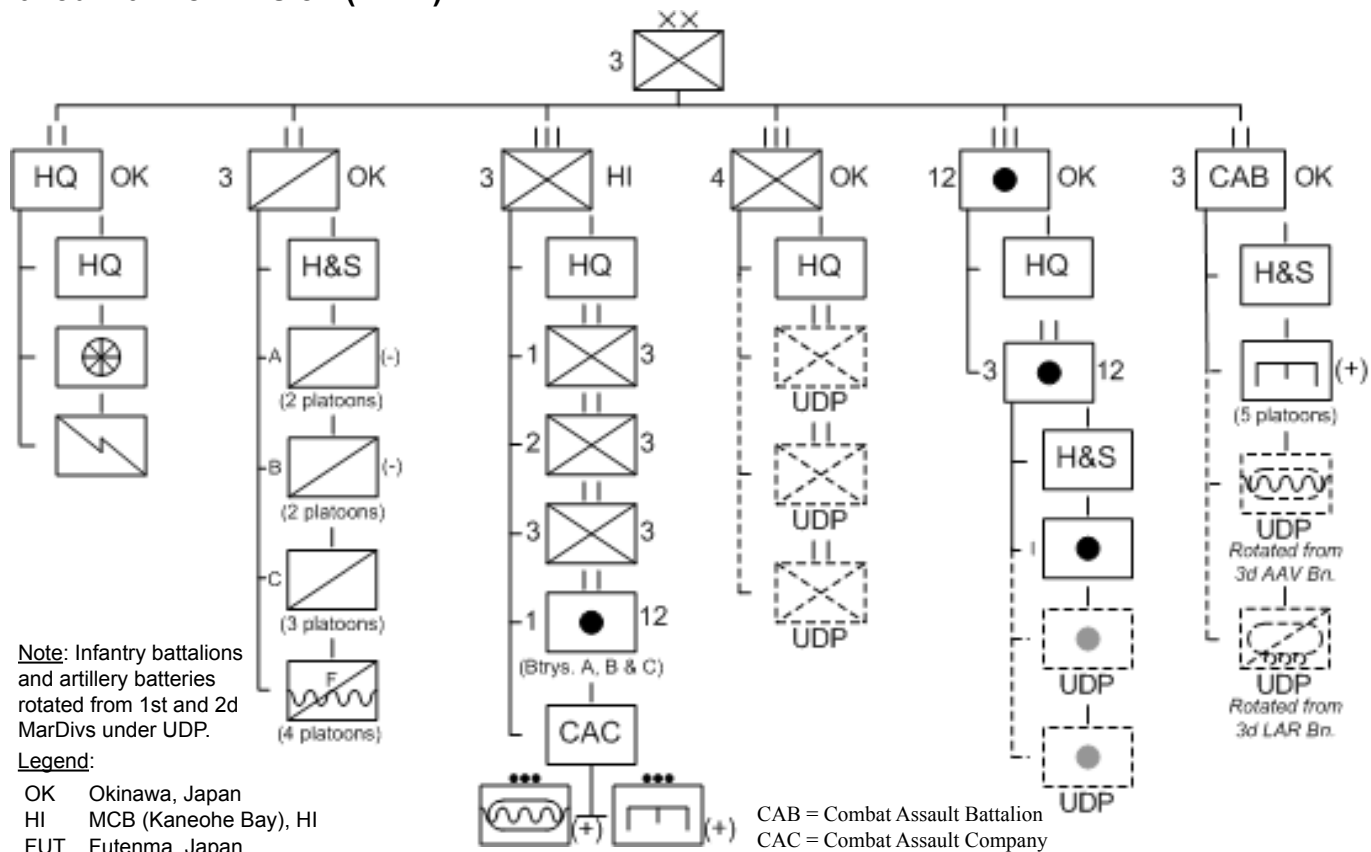 XX
3
HQ OK
3 OK
3 HI
4 OK
12 OK
3 CAB OK
HQ
H&S
HQ
HQ
HQ
H&S
A (-)
(2 platoons)
B (-)
(2 platoons)
C
(3 platoons)
F
(4 platoons)
1 3
2 3
3 3
1 12
(Btrys. A, B & C)
CAC
(+) (+)
UDP
UDP
UDP
3 12
H&S
UDP
UDP
(+)
(5 platoons)
UDP
Rotated from
3d AAV Bn.
UDP
Rotated from
3d LAR Bn.
Note: Infantry battalions
and artillery batteries
rotated from 1st and 2d
MarDivs under UDP.
Legend:
OK Okinawa, Japan
HI MCB (Kaneohe Bay), HI
FUT Futenma, Japan
CAB = Combat Assault Battalion
CAC = Combat Assault Company